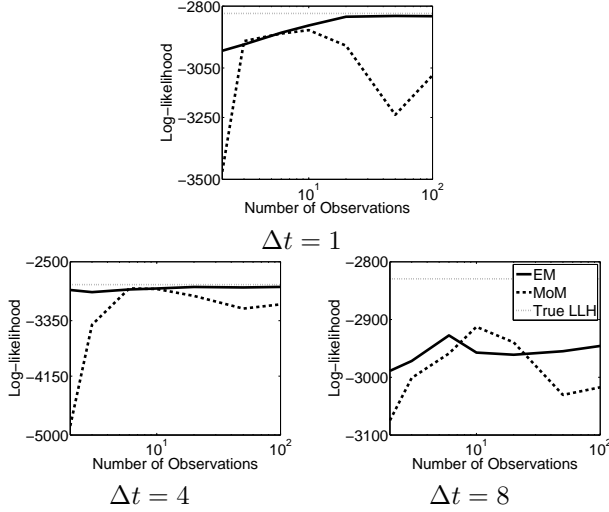 −2800
−3050
−3250
−3500
Log−likelihood
10^1
10^2
Number of Observations
Δt = 1
−2500
−3350
−4150
−5000
Log−likelihood
10^1
10^2
Number of Observations
Δt = 4
−2800
−2900
−3000
−3100
Log−likelihood
EM
MoM
True LLH
10^1
10^2
Number of Observations
Δt = 8